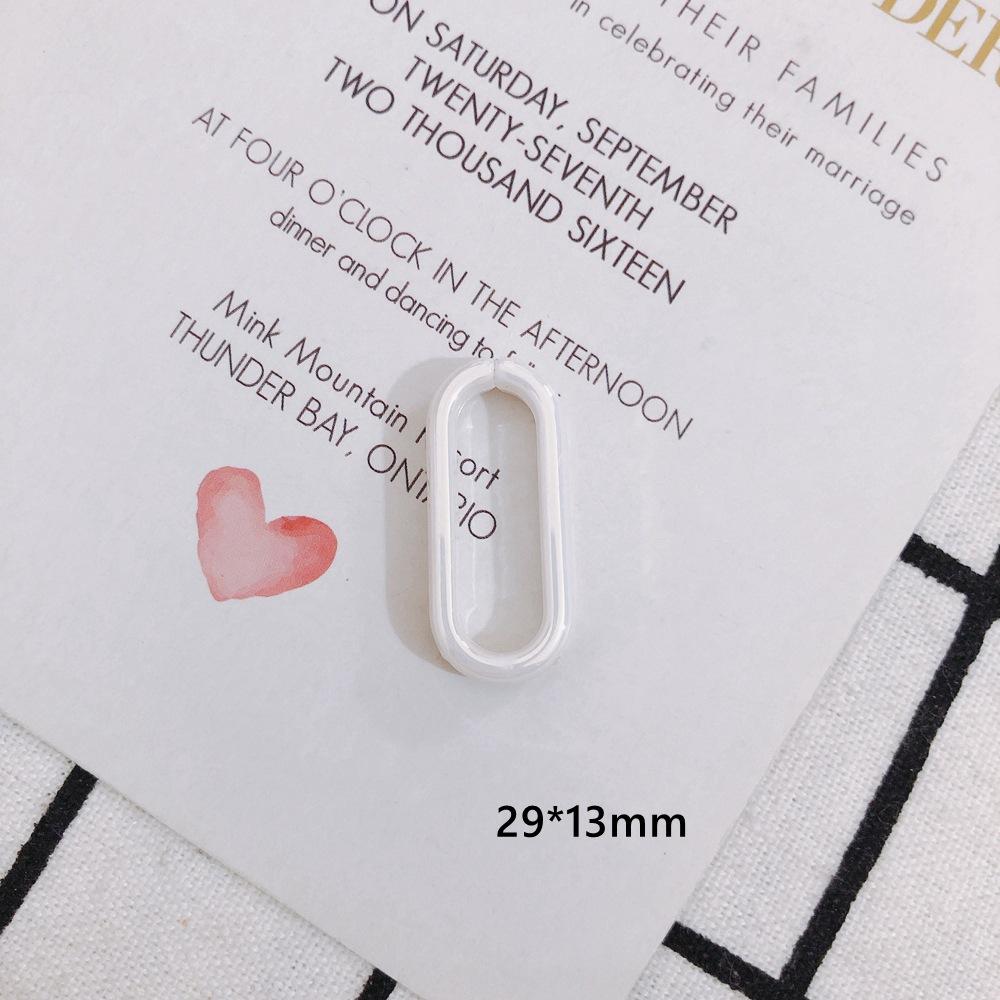 THEIR FAMILIES
in celebrating their marriage
ON SATURDAY, SEPTEMBER
TWENTY-SEVENTH
TWO THOUSAND SIXTEEN
AT FOUR O'CLOCK IN THE AFTERNOON
dinner and dancing to
Mink Mountain
THUNDER BAY,
29*13mm